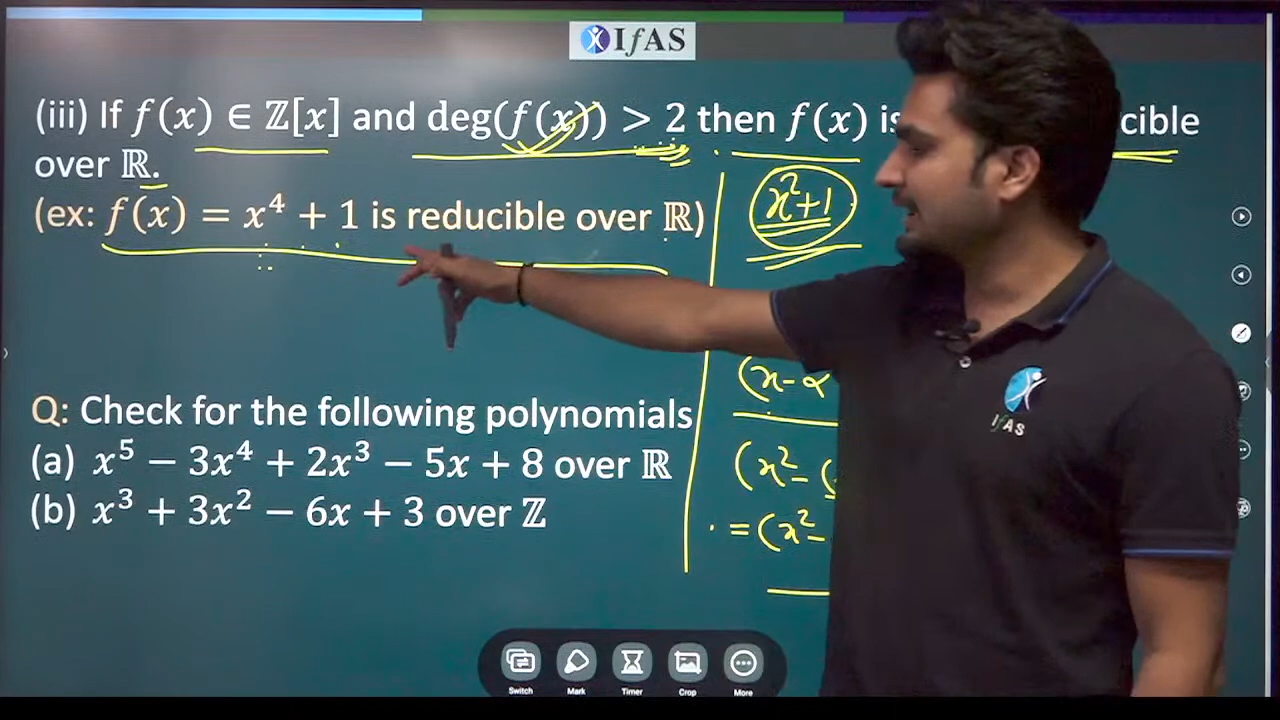 IfAS
(iii) If f(x) ∈ ℤ[x] and deg(f(x)) > 2 then f(x) is cible
over ℝ.
(ex: f(x) = x⁴ + 1 is reducible over ℝ)
x²+1
(x-α
Q: Check for the following polynomials
(a) x⁵ − 3x⁴ + 2x³ − 5x + 8 over ℝ
(x²-(
(b) x³ + 3x² − 6x + 3 over ℤ
=(x²-
IfAS
Switch
Mark
Timer
Crop
More